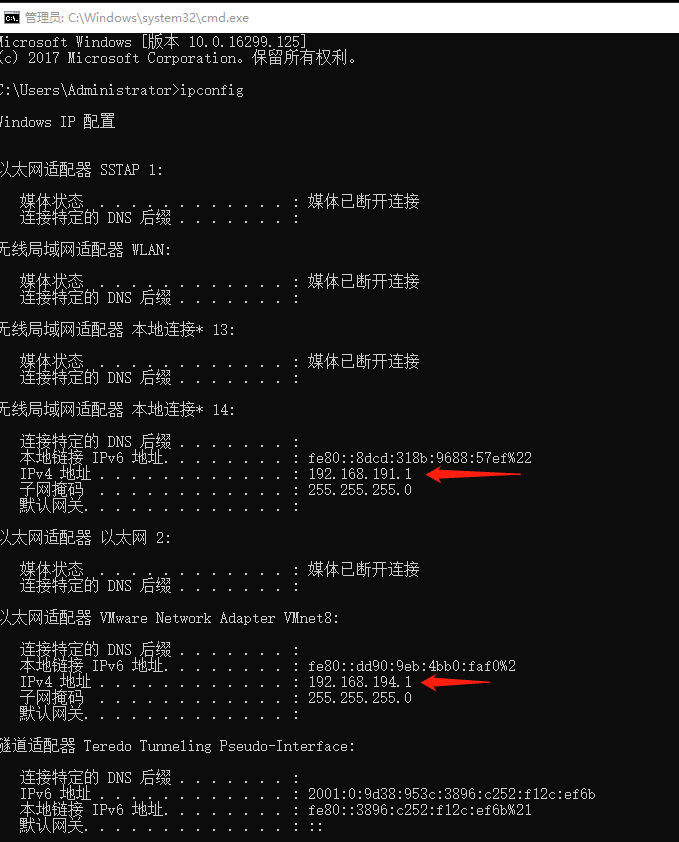 管理员: C:\Windows\system32\cmd.exe
Microsoft Windows [版本 10.0.16299.125]
(c) 2017 Microsoft Corporation。保留所有权利。
C:\Users\Administrator>ipconfig
Windows IP 配置
以太网适配器 SSTAP 1:
媒体状态 . . . . . . . . . . . . : 媒体已断开连接
连接特定的 DNS 后缀 . . . . . . . :
无线局域网适配器 WLAN:
媒体状态 . . . . . . . . . . . . : 媒体已断开连接
连接特定的 DNS 后缀 . . . . . . . :
无线局域网适配器 本地连接* 13:
媒体状态 . . . . . . . . . . . . : 媒体已断开连接
连接特定的 DNS 后缀 . . . . . . . :
无线局域网适配器 本地连接* 14:
连接特定的 DNS 后缀 . . . . . . . :
本地链接 IPv6 地址. . . . . . . . : fe80::8dcd:318b:9688:57ef%22
IPv4 地址 . . . . . . . . . . . . : 192.168.191.1
子网掩码 . . . . . . . . . . . . : 255.255.255.0
默认网关. . . . . . . . . . . . . :
以太网适配器 以太网 2:
媒体状态 . . . . . . . . . . . . : 媒体已断开连接
连接特定的 DNS 后缀 . . . . . . . :
以太网适配器 VMware Network Adapter VMnet8:
连接特定的 DNS 后缀 . . . . . . . :
本地链接 IPv6 地址. . . . . . . . : fe80::dd90:9eb:4bb0:faf0%2
IPv4 地址 . . . . . . . . . . . . : 192.168.194.1
子网掩码 . . . . . . . . . . . . : 255.255.255.0
默认网关. . . . . . . . . . . . . :
隧道适配器 Teredo Tunneling Pseudo-Interface:
连接特定的 DNS 后缀 . . . . . . . :
IPv6 地址 . . . . . . . . . . . . : 2001:0:9d38:953c:3896:c252:f12c:ef6b
本地链接 IPv6 地址. . . . . . . . : fe80::3896:c252:f12c:ef6b%21
默认网关. . . . . . . . . . . . . : ::